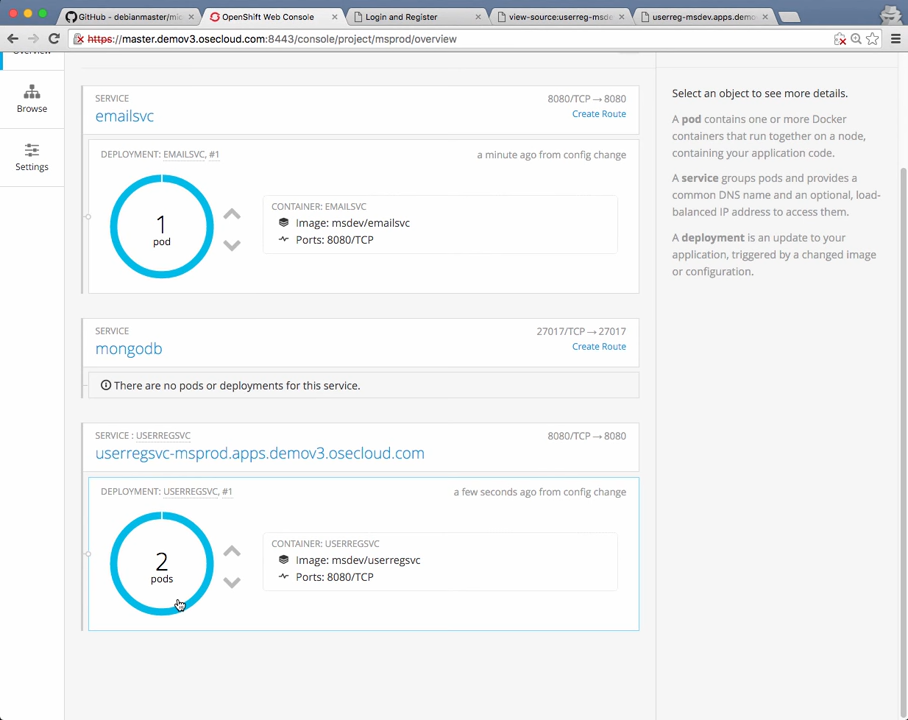 GitHub - debianmaster/mic
OpenShift Web Console
Login and Register
view-source:userreg-msde
userreg-msdev.apps.demo
https://master.demov3.osecloud.com:8443/console/project/msprod/overview
Overview
Browse
Settings
SERVICE
8080/TCP → 8080
emailsvc
Create Route
DEPLOYMENT: EMAILSVC, #1
a minute ago from config change
1
pod
CONTAINER: EMAILSVC
Image: msdev/emailsvc
Ports: 8080/TCP
SERVICE
27017/TCP → 27017
mongodb
Create Route
There are no pods or deployments for this service.
SERVICE : USERREGSVC
8080/TCP → 8080
userregsvc-msprod.apps.demov3.osecloud.com
DEPLOYMENT: USERREGSVC, #1
a few seconds ago from config change
2
pods
CONTAINER: USERREGSVC
Image: msdev/userregsvc
Ports: 8080/TCP
Select an object to see more details.
A pod contains one or more Docker
containers that run together on a node,
containing your application code.
A service groups pods and provides a
common DNS name and an optional, load-
balanced IP address to access them.
A deployment is an update to your
application, triggered by a changed image
or configuration.